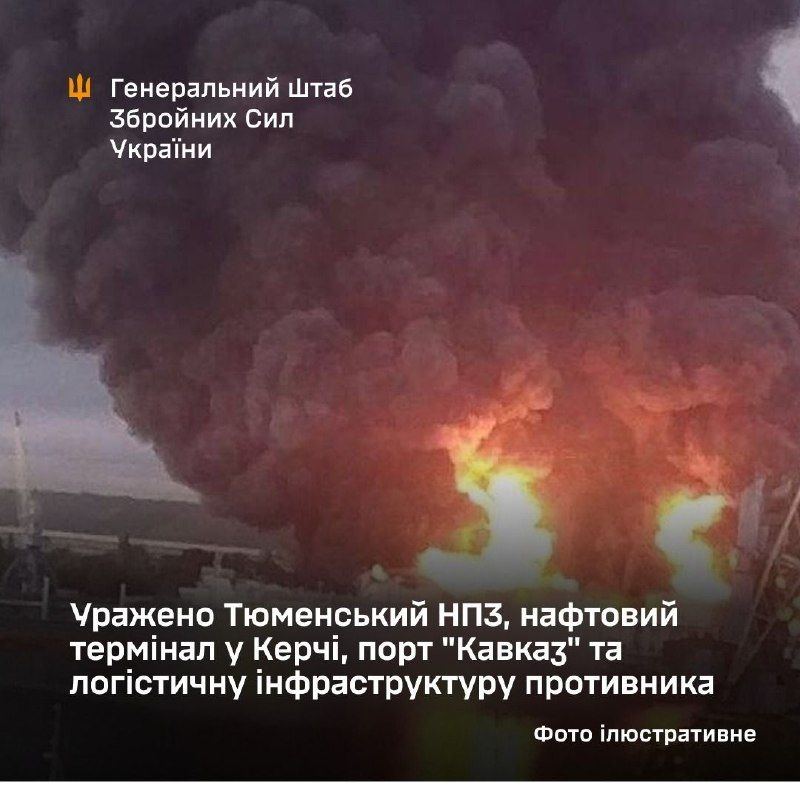 Генеральний штаб
Збройних Сил
України
Уражено Тюменський НПЗ, нафтовий
термінал у Керчі, порт "Кавказ" та
логістичну інфраструктуру противника
Фото ілюстративне